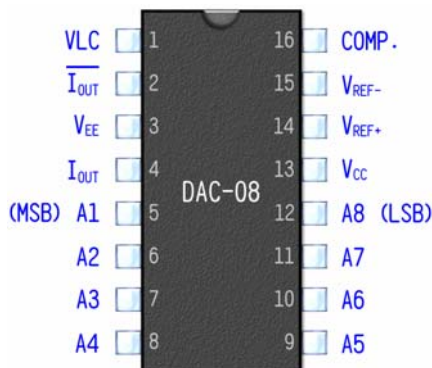 VLC 1 16 COMP.
I̅O̅U̅T̅ 2 15 VREF-
VEE 3 14 VREF+
IOUT 4 13 VCC
DAC-08
(MSB) A1 5 12 A8 (LSB)
A2 6 11 A7
A3 7 10 A6
A4 8 9 A5